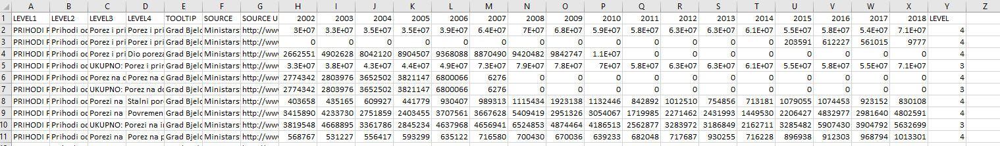 A B C D E F G H I J K L M N O P Q R S T U V W X Y Z
1 LEVEL1 LEVEL2 LEVEL3 LEVEL4 TOOLTIP SOURCE SOURCE U 2002 2003 2004 2005 2006 2007 2008 2009 2010 2011 2012 2013 2014 2015 2016 2017 2018 LEVEL
2 PRIHODI P Prihodi od Porez i pri Porez i pri Grad Bjelo Ministars http://ww 3E+07 3.3E+07 3.5E+07 3.5E+07 3.9E+07 6.4E+07 7E+07 6.8E+07 5.9E+07 5.8E+07 6.3E+07 6.3E+07 6.1E+07 5.5E+07 5.8E+07 5.4E+07 7.1E+07 4
3 PRIHODI P Prihodi od Porez i pri Porez i pri Grad Bjelo Ministars http://ww 0 0 0 0 0 0 0 0 0 0 0 0 0 203591 612227 561015 9777 4
4 PRIHODI P Prihodi od Porez i pri Dio poreza Grad Bjelo Ministars http://ww 2662551 4902628 8042120 8904507 9368088 8870490 9420482 9842747 1.1E+07 0 0 0 0 0 0 0 0 4
5 PRIHODI P Prihodi od UKUPNO: Porez i prir Grad Bjelo Ministars http://ww 3.3E+07 3.8E+07 4.3E+07 4.4E+07 4.9E+07 7.3E+07 7.9E+07 7.8E+07 7E+07 5.8E+07 6.3E+07 6.3E+07 6.1E+07 5.5E+07 5.8E+07 5.5E+07 7.1E+07 3
6 PRIHODI P Prihodi od Porez na d Porez na d Grad Bjelo Ministars http://ww 2774342 2803976 3652502 3821147 6800066 6276 0 0 0 0 0 0 0 0 0 0 0 4
7 PRIHODI P Prihodi od UKUPNO: Porez na do Grad Bjelo Ministars http://ww 2774342 2803976 3652502 3821147 6800066 6276 0 0 0 0 0 0 0 0 0 0 0 3
8 PRIHODI P Prihodi od Porezi na Stalni por Grad Bjelo Ministars http://ww 403658 435165 609927 441779 930407 989313 1115434 1923138 1132446 842892 1012510 754856 713181 1079055 1074453 923152 830108 4
9 PRIHODI P Prihodi od Porezi na Povremen Grad Bjelo Ministars http://ww 3415890 4233730 2751859 2403455 3707561 3667628 5409419 2951326 3054067 1719985 2271462 2431993 1449530 2206427 4832977 2981640 4802591 4
10 PRIHODI P Prihodi od UKUPNO: Porezi na in Grad Bjelo Ministars http://ww 3819548 4668895 3361786 2845234 4637968 4656941 6524853 4874464 4186513 2562877 3283972 3186849 2162711 3285482 5907430 3904792 5632699 3
11 PRIHODI P Prihodi od Porezi na Porez na p Grad Bjelo Ministars http://ww 568767 531227 556417 593299 635122 716580 700430 670036 639233 682048 717687 930255 716228 896938 912303 968794 1013301 4